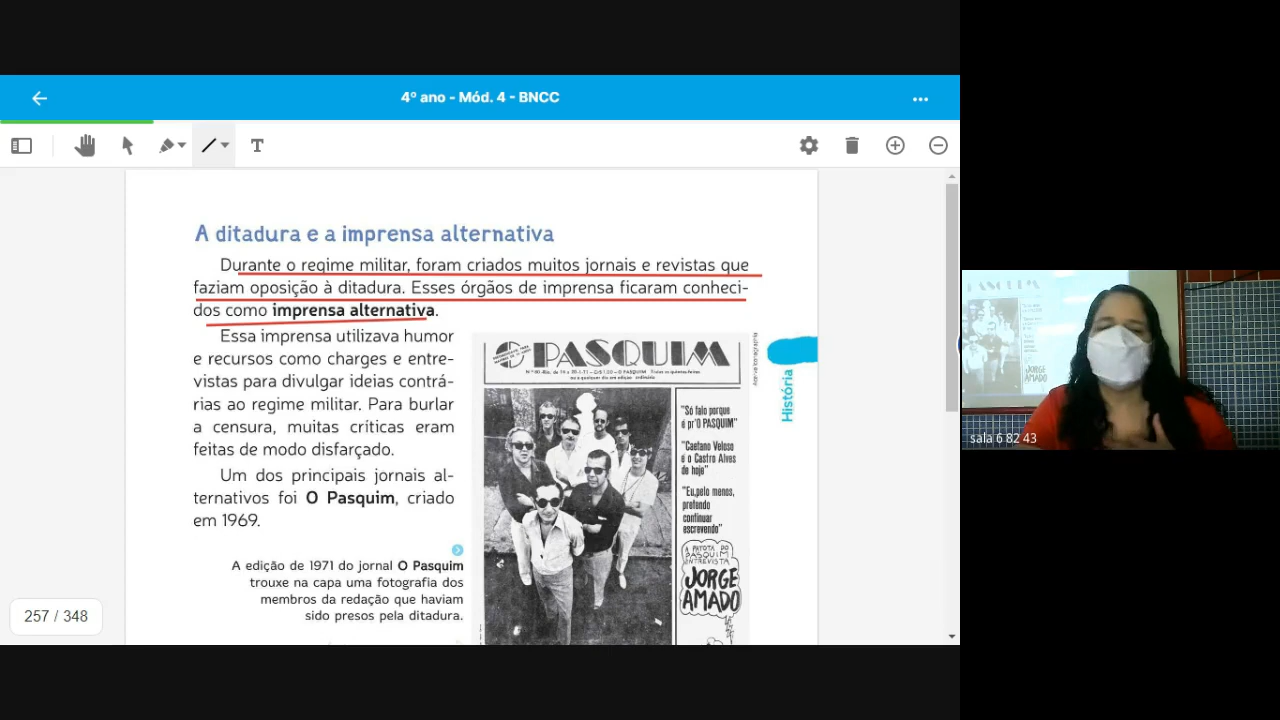 4º ano - Mód. 4 - BNCC
T
A ditadura e a imprensa alternativa
Durante o regime militar, foram criados muitos jornais e revistas que
faziam oposição à ditadura. Esses órgãos de imprensa ficaram conheci-
dos como imprensa alternativa.
Essa imprensa utilizava humor
e recursos como charges e entre-
vistas para divulgar ideias contrá-
rias ao regime militar. Para burlar
a censura, muitas críticas eram
feitas de modo disfarçado.
Um dos principais jornais al-
ternativos foi O Pasquim, criado
em 1969.
A edição de 1971 do jornal O Pasquim
trouxe na capa uma fotografia dos
membros da redação que haviam
sido presos pela ditadura.
O PASQUIM
"Só falo porque
é pr'O PASQUIM"
"Caetano Veloso
é o Castro Alves
de hoje"
"Eu, pelo menos,
pretendo
continuar
escrevendo"
A PATOTA DO
PASQUIM
ENTREVISTA
JORGE
AMADO
História
257 / 348
PASQUIM
JORGE
AMADO
sala 6 82 43